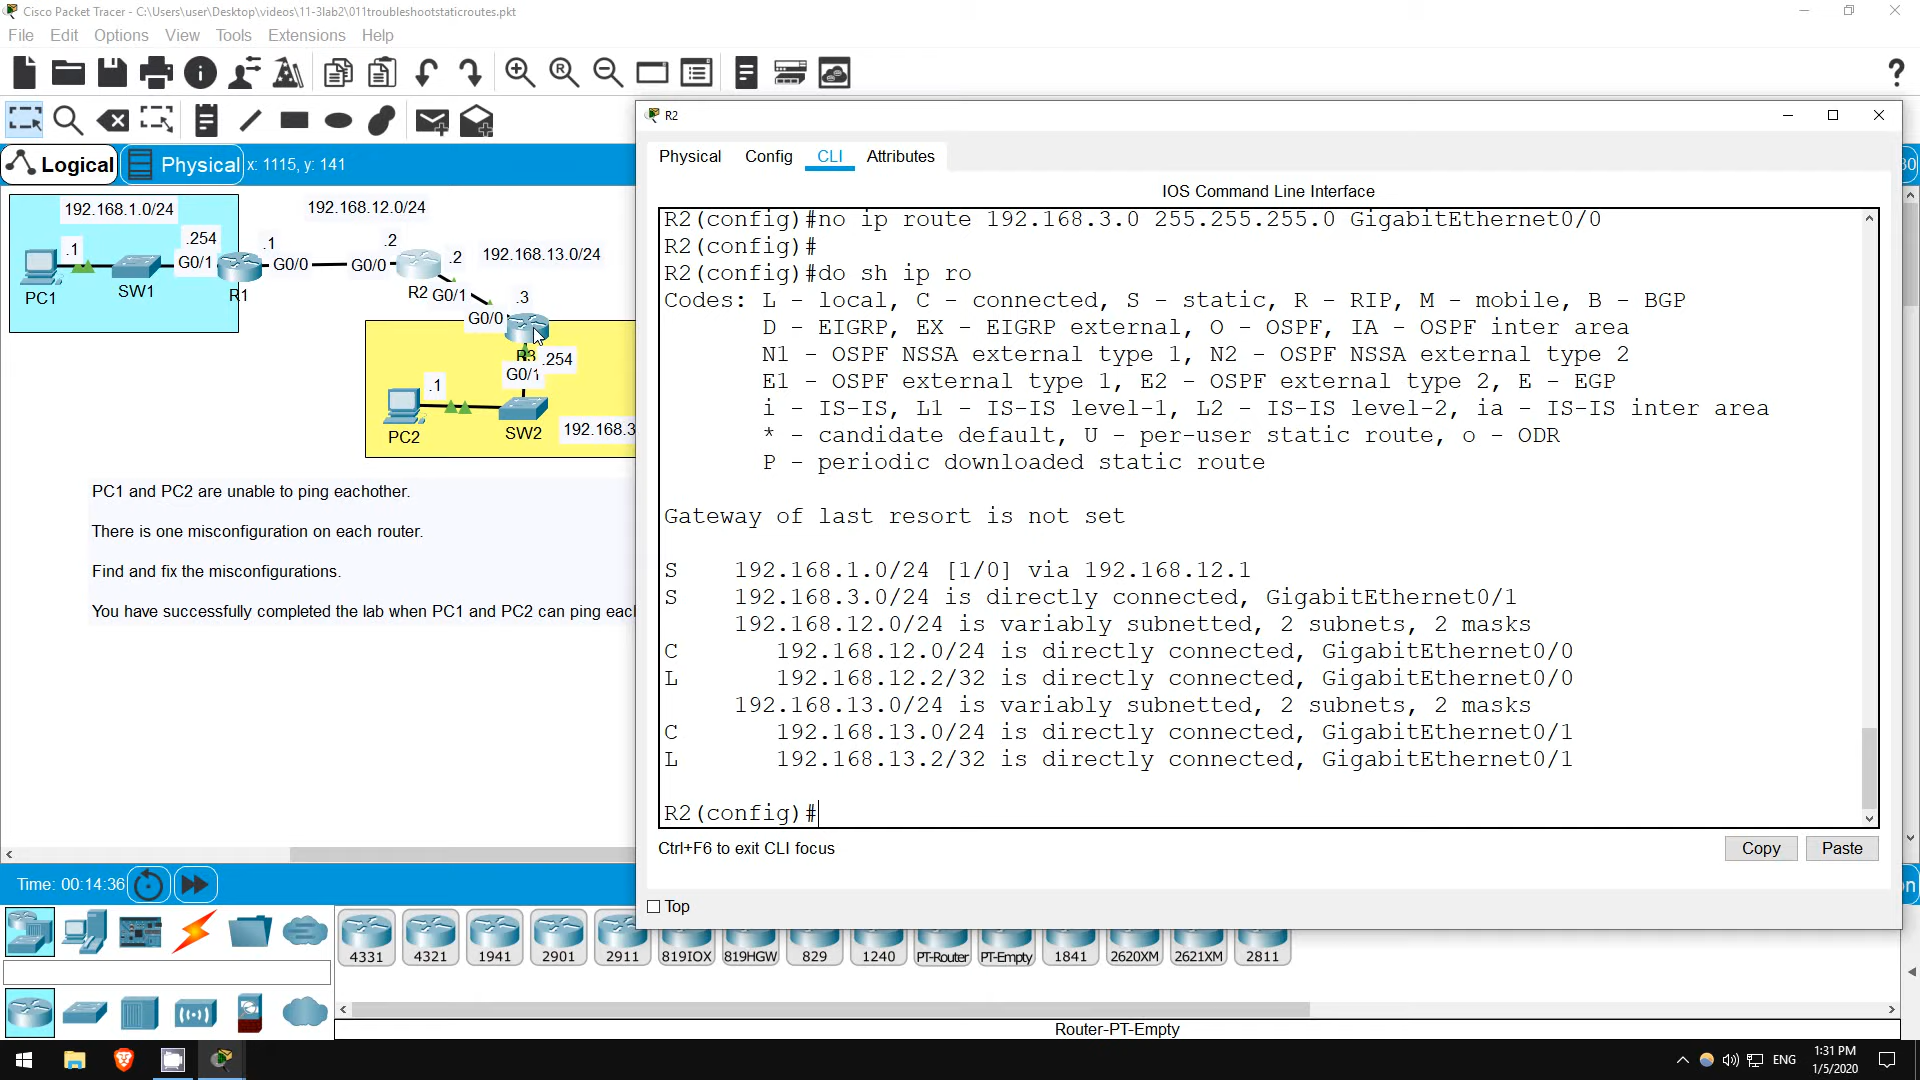 Cisco Packet Tracer - C:\Users\user\Desktop\videos\11-3lab2\011troubleshootstaticroutes.pkt
File Edit Options View Tools Extensions Help
Logical Physical x: 1115, y: 141
192.168.1.0/24
192.168.12.0/24
192.168.13.0/24
.1
.254
.1
.2
.2
G0/1
G0/0
G0/0
PC1
SW1
R1
R2
G0/1
.3
G0/0
R3
.254
G0/1
.1
PC2
SW2
192.168.3
PC1 and PC2 are unable to ping eachother.
There is one misconfiguration on each router.
Find and fix the misconfigurations.
You have successfully completed the lab when PC1 and PC2 can ping eac
R2
Physical Config CLI Attributes
IOS Command Line Interface
R2(config)#no ip route 192.168.3.0 255.255.255.0 GigabitEthernet0/0
R2(config)#
R2(config)#do sh ip ro
Codes: L - local, C - connected, S - static, R - RIP, M - mobile, B - BGP
D - EIGRP, EX - EIGRP external, O - OSPF, IA - OSPF inter area
N1 - OSPF NSSA external type 1, N2 - OSPF NSSA external type 2
E1 - OSPF external type 1, E2 - OSPF external type 2, E - EGP
i - IS-IS, L1 - IS-IS level-1, L2 - IS-IS level-2, ia - IS-IS inter area
* - candidate default, U - per-user static route, o - ODR
P - periodic downloaded static route
Gateway of last resort is not set
S 192.168.1.0/24 [1/0] via 192.168.12.1
S 192.168.3.0/24 is directly connected, GigabitEthernet0/1
192.168.12.0/24 is variably subnetted, 2 subnets, 2 masks
C 192.168.12.0/24 is directly connected, GigabitEthernet0/0
L 192.168.12.2/32 is directly connected, GigabitEthernet0/0
192.168.13.0/24 is variably subnetted, 2 subnets, 2 masks
C 192.168.13.0/24 is directly connected, GigabitEthernet0/1
L 192.168.13.2/32 is directly connected, GigabitEthernet0/1
R2(config)#
Ctrl+F6 to exit CLI focus
Copy Paste
Top
Time: 00:14:36
4331 4321 1941 2901 2911 819IOX 819HGW 829 1240 PT-Router PT-Empty 1841 2620XM 2621XM 2811
Router-PT-Empty
ENG
1:31 PM
1/5/2020